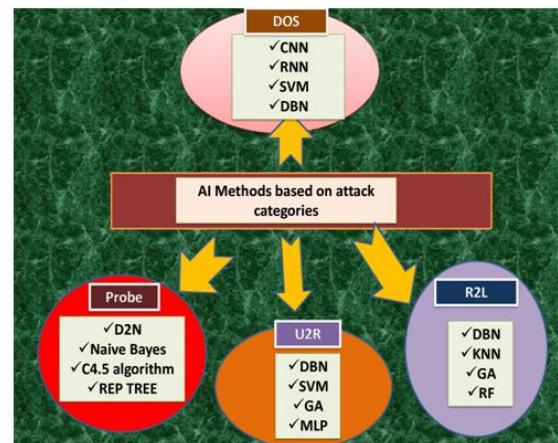 DOS
✓CNN
✓RNN
✓SVM
✓DBN
AI Methods based on attack
categories
Probe
✓D2N
✓Naive Bayes
✓C4.5 algorithm
✓REP TREE
U2R
✓DBN
✓SVM
✓GA
✓MLP
R2L
✓DBN
✓KNN
✓GA
✓RF